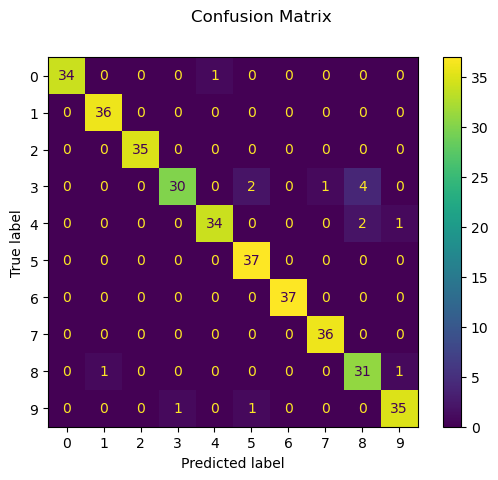 Confusion Matrix
0 34 0 0 0 1 0 0 0 0 0
1 0 36 0 0 0 0 0 0 0 0
2 0 0 35 0 0 0 0 0 0 0
3 0 0 0 30 0 2 0 1 4 0
4 0 0 0 0 34 0 0 0 2 1
5 0 0 0 0 0 37 0 0 0 0
6 0 0 0 0 0 0 37 0 0 0
7 0 0 0 0 0 0 0 36 0 0
8 0 1 0 0 0 0 0 0 31 1
9 0 0 0 1 0 1 0 0 0 35
0 1 2 3 4 5 6 7 8 9
Predicted label
True label
35
30
25
20
15
10
5
0